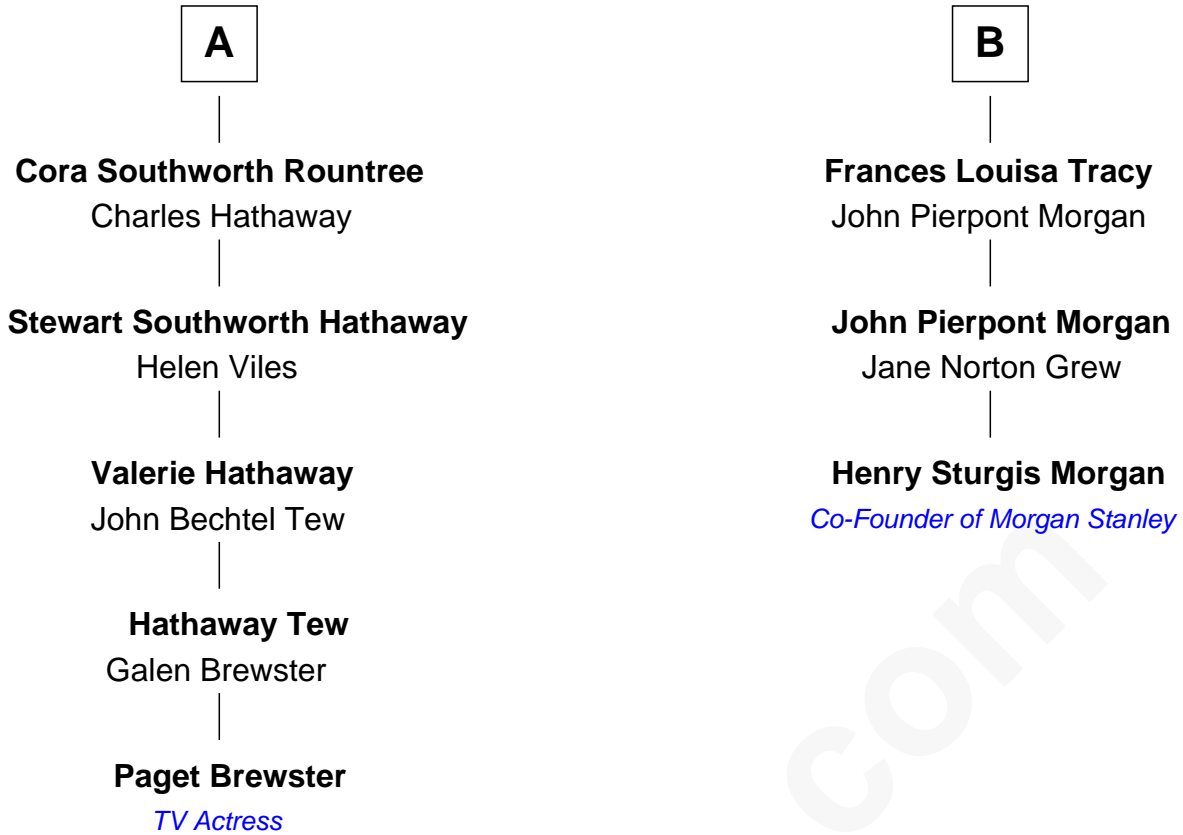 A
Cora Southworth Rountree
Charles Hathaway
Stewart Southworth Hathaway
Helen Viles
Valerie Hathaway
John Bechtel Tew
Hathaway Tew
Galen Brewster
Paget Brewster
TV Actress
B
Frances Louisa Tracy
John Pierpont Morgan
John Pierpont Morgan
Jane Norton Grew
Henry Sturgis Morgan
Co-Founder of Morgan Stanley
com